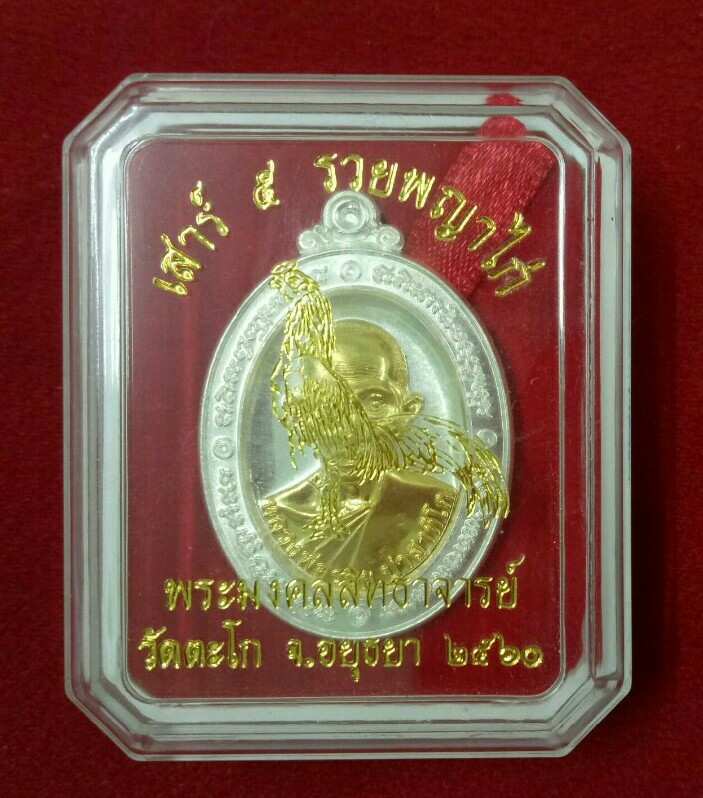 เสาร์ ๕ รวยพญาไก่
พระมงคลสิทธาจารย์
วัดตะโก จ.อยุธยา ๒๕๖๐